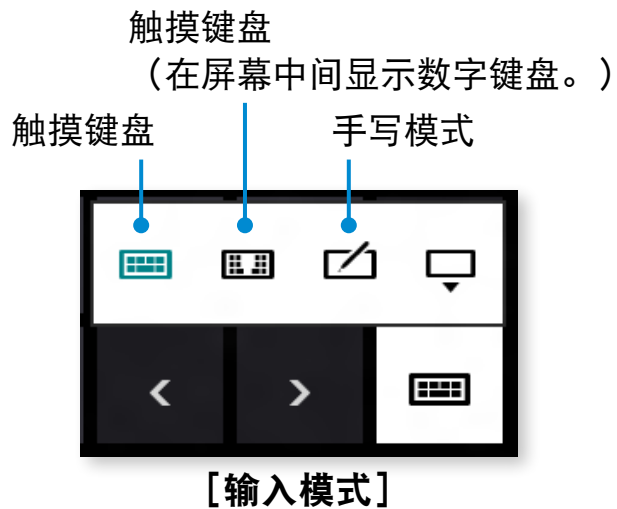 触摸键盘
（在屏幕中间显示数字键盘。）
触摸键盘
手写模式
[输入模式]